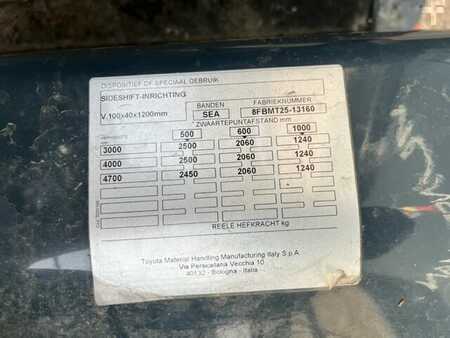 DISPOSITIEF OF SPECIAAL GEBRUIK
SIDESHIFT-INRICHTING
V.100x40x1200mm
BANDEN
SEA
FABRIEKNUMMER
8FBMT25-13160
ZWAARTEPUNTAFSTAND mm
500 600 1000
3000 2500 2060 1240
4000 2500 2060 1240
4700 2450 2060 1240
REELE HEFKRACHT kg
Toyota Material Handling Manufacturing Italy S.p.A
Via Persicetana Vecchia 10
40132 - Bologna - Italia